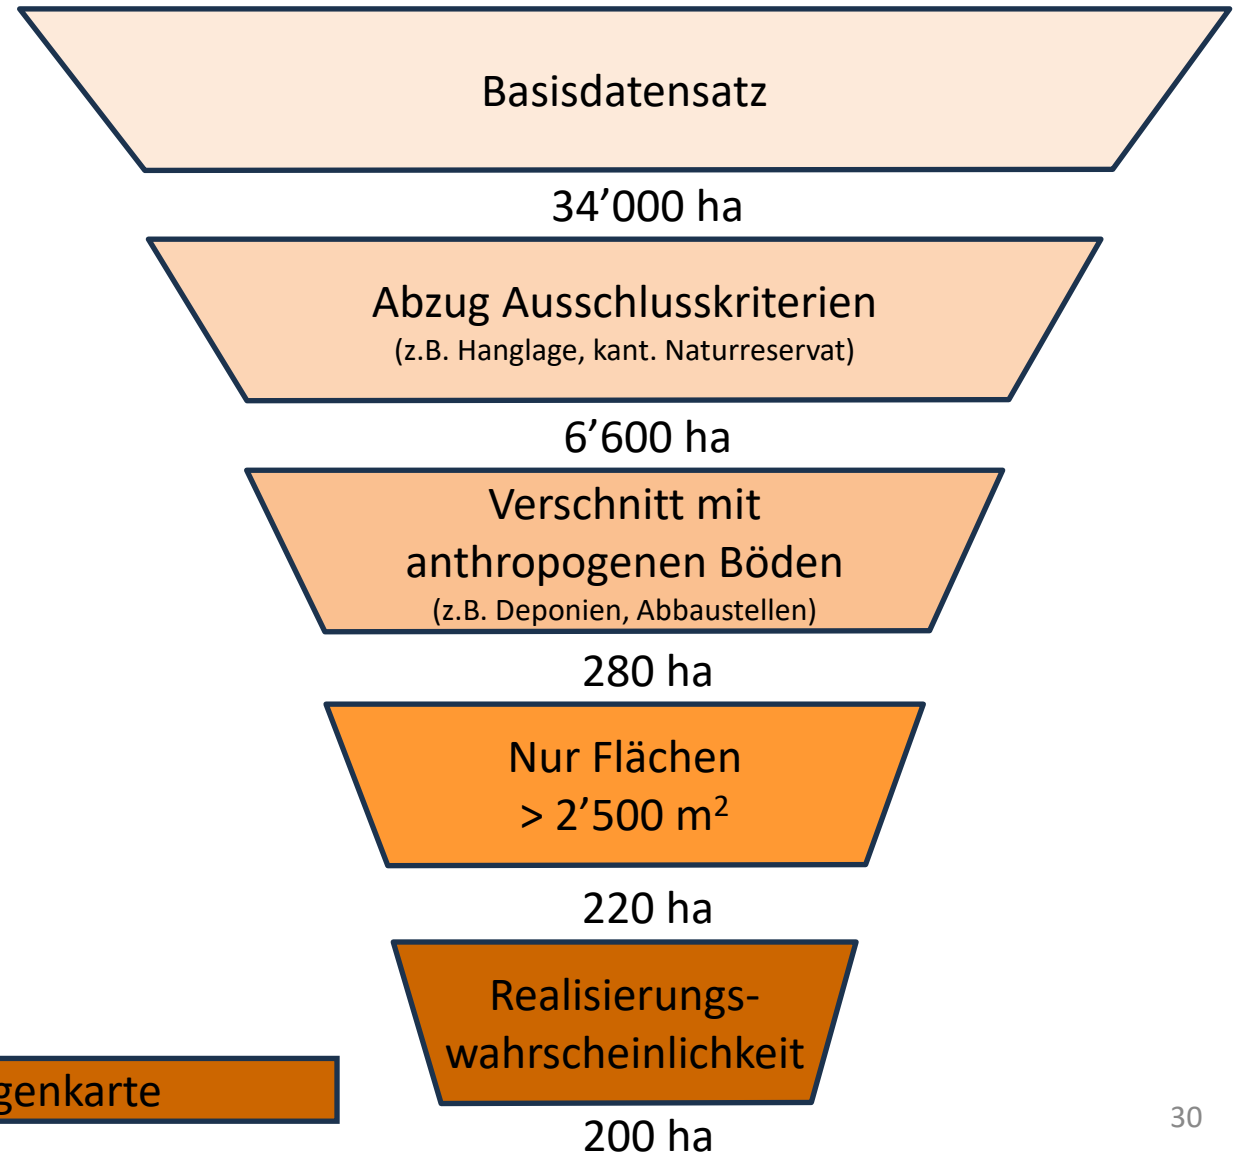 Basisdatensatz
34’000 ha
Abzug Ausschlusskriterien
(z.B. Hanglage, kant. Naturreservat)
6’600 ha
Verschnitt mit
anthropogenen Böden
(z.B. Deponien, Abbaustellen)
280 ha
Nur Flächen
> 2’500 m²
220 ha
Realisierungs-
wahrscheinlichkeit
genkarte
200 ha
30